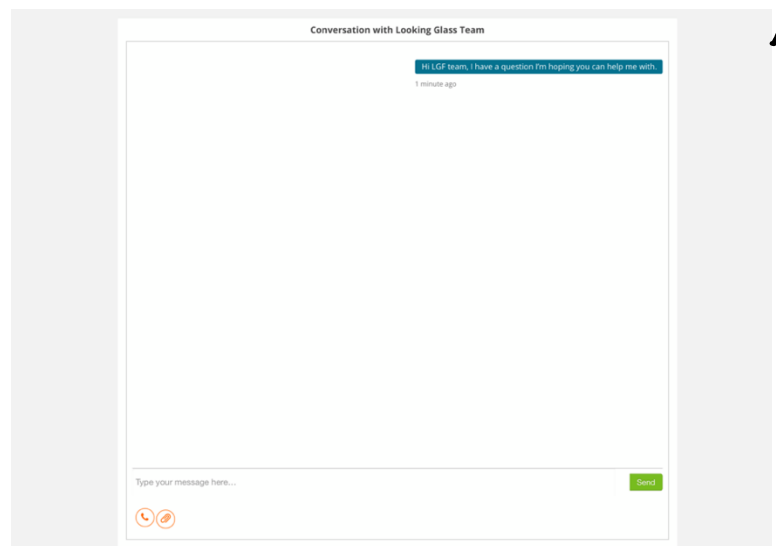 Conversation with Looking Glass Team
Hi LGF team, I have a question I'm hoping you can help me with.
1 minute ago
Type your message here...
Send